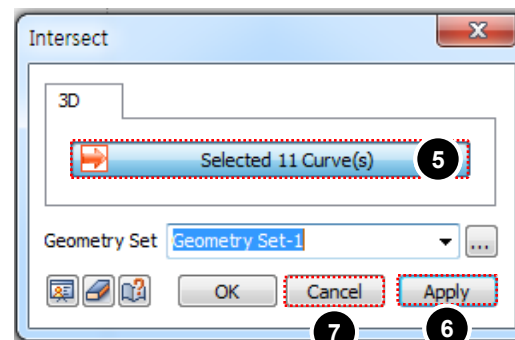 Intersect
3D
Selected 11 Curve(s) 5
Geometry Set Geometry Set-1 ...
OK Cancel Apply
7 6